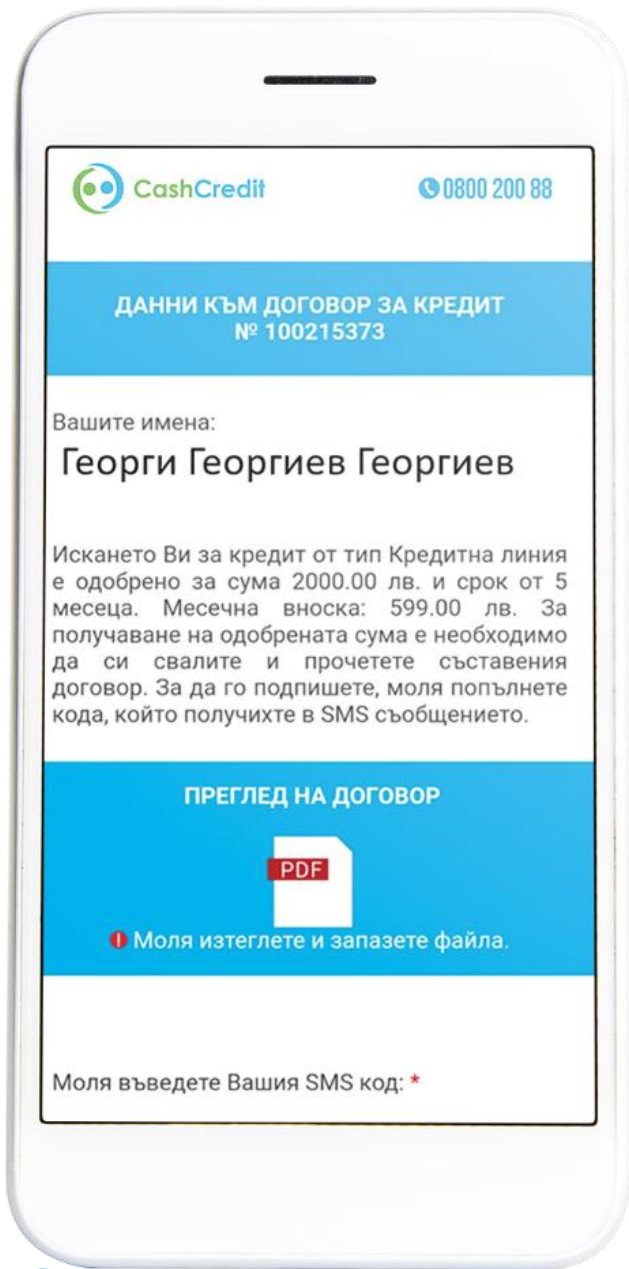 CashCredit
0800 200 88
ДАННИ КЪМ ДОГОВОР ЗА КРЕДИТ
№ 100215373
Вашите имена:
Георги Георгиев Георгиев
Искането Ви за кредит от тип Кредитна линия
е одобрено за сума 2000.00 лв. и срок от 5
месеца. Месечна вноска: 599.00 лв. За
получаване на одобрената сума е необходимо
да си свалите и прочетете съставения
договор. За да го подпишете, моля попълнете
кода, който получихте в SMS съобщението.
ПРЕГЛЕД НА ДОГОВОР
PDF
Моля изтеглете и запазете файла.
Моля въведете Вашия SMS код: *